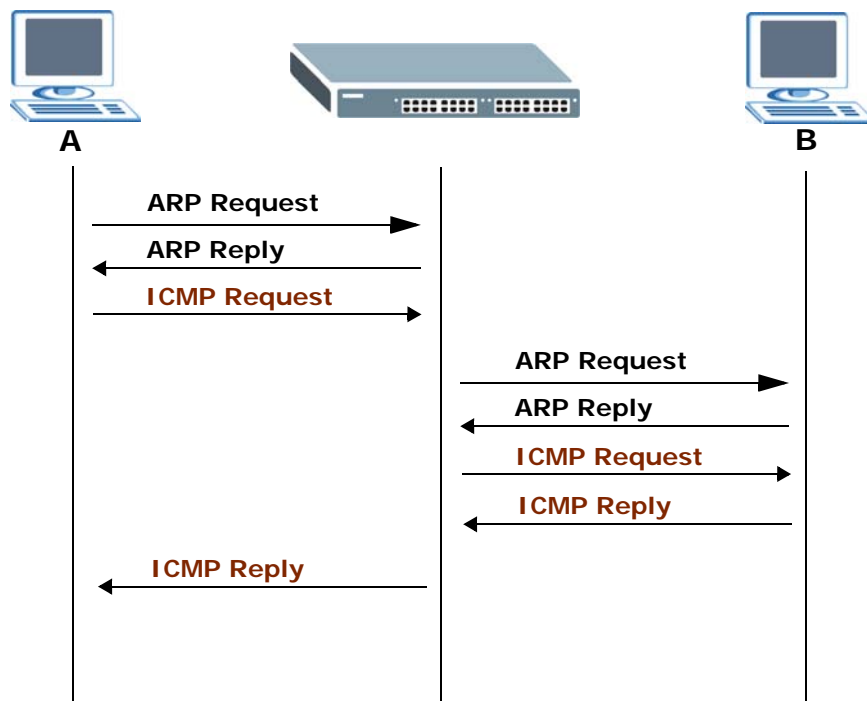 A
B
ARP Request
ARP Reply
ICMP Request
ARP Request
ARP Reply
ICMP Request
ICMP Reply
ICMP Reply